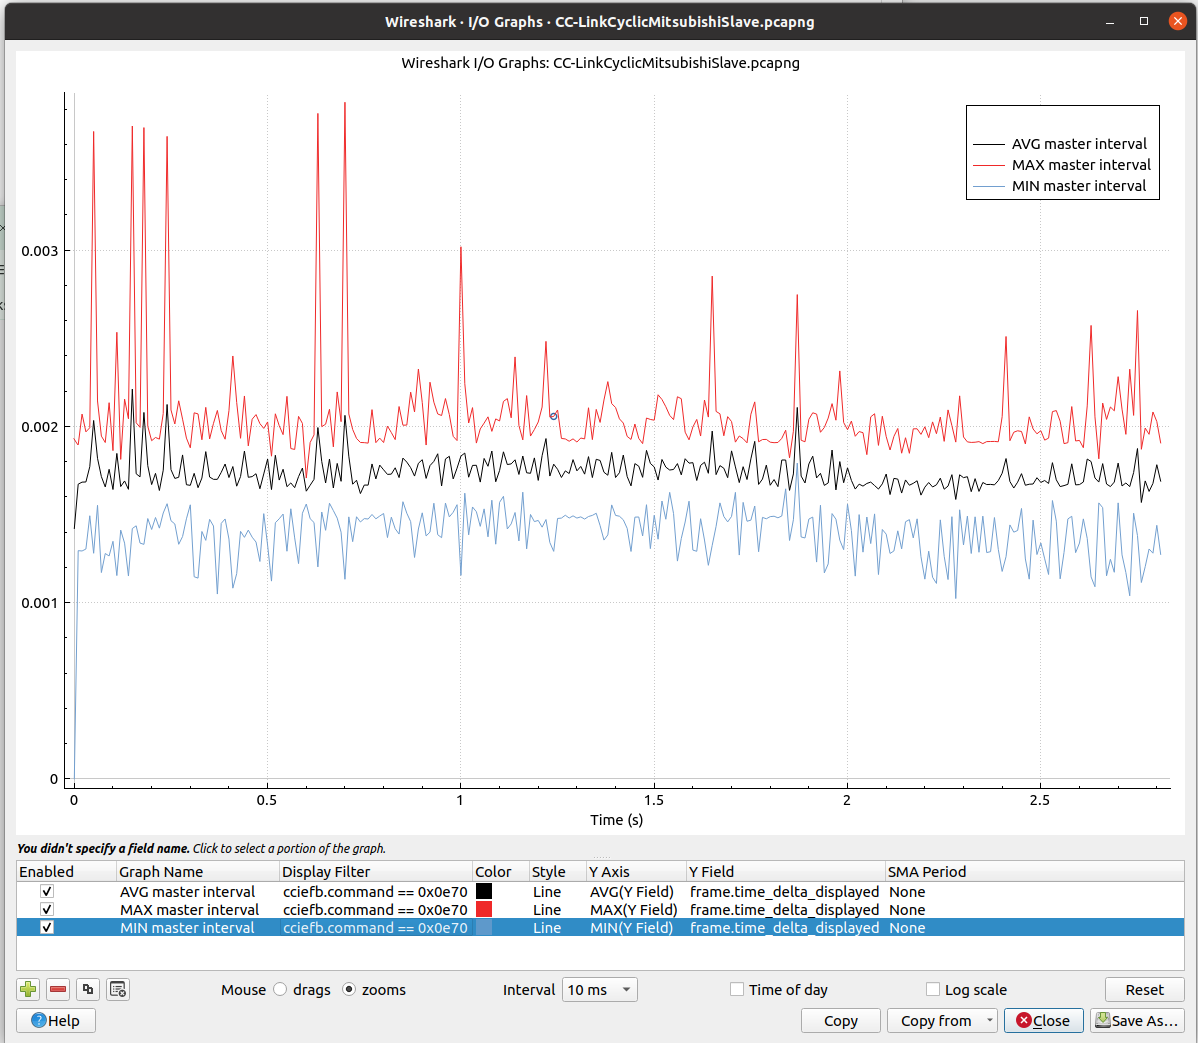 Wireshark · I/O Graphs · CC-LinkCyclicMitsubishiSlave.pcapng
Wireshark I/O Graphs: CC-LinkCyclicMitsubishiSlave.pcapng
AVG master interval
MAX master interval
MIN master interval
0.003
0.002
0.001
0
0 0.5 1 1.5 2 2.5
Time (s)
You didn't specify a field name. Click to select a portion of the graph.
Enabled Graph Name Display Filter Color Style Y Axis Y Field SMA Period
AVG master interval cciefb.command == 0x0e70 Line AVG(Y Field) frame.time_delta_displayed None
MAX master interval cciefb.command == 0x0e70 Line MAX(Y Field) frame.time_delta_displayed None
MIN master interval cciefb.command == 0x0e70 Line MIN(Y Field) frame.time_delta_displayed None
Mouse drags zooms Interval 10 ms Time of day Log scale Reset
Help Copy Copy from Close Save As…